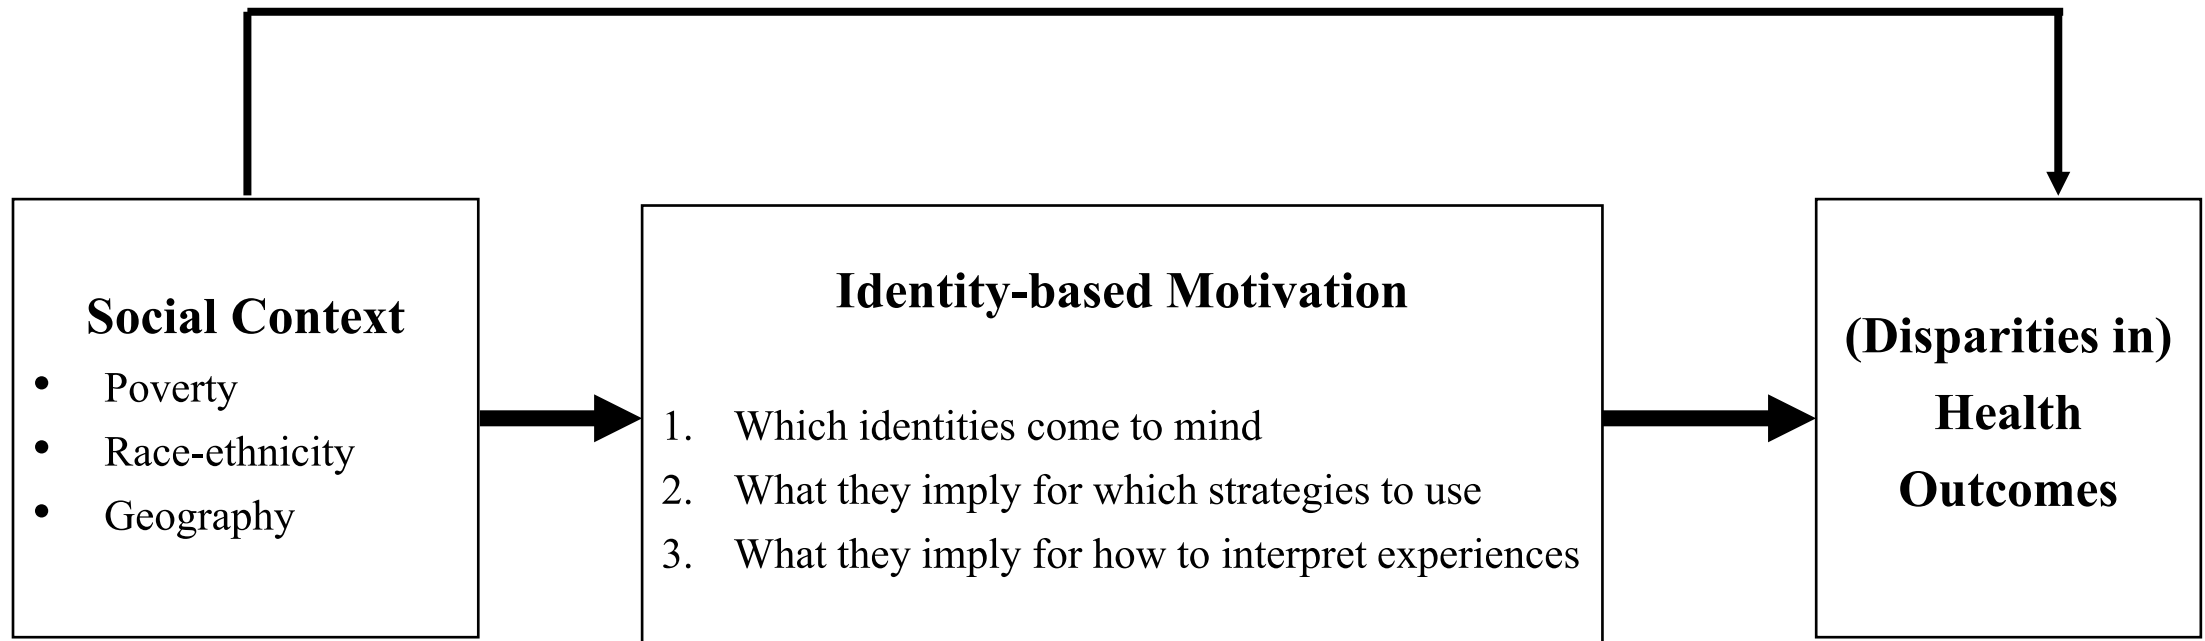 Social Context
• Poverty
• Race-ethnicity
• Geography
Identity-based Motivation
1. Which identities come to mind
2. What they imply for which strategies to use
3. What they imply for how to interpret experiences
(Disparities in)
Health
Outcomes